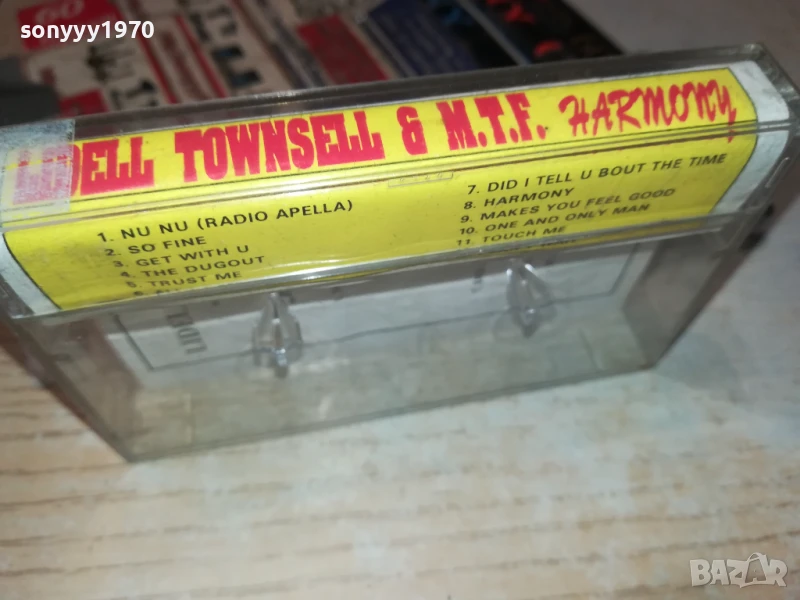 sonyyy1970
LIDELL TOWNSELL & M.T.F. HARMONY
1. NU NU (RADIO APELLA)
2. SO FINE
3. GET WITH U
4. THE DUGOUT
5. TRUST ME
7. DID I TELL U BOUT THE TIME
8. HARMONY
9. MAKES YOU FEEL GOOD
10. ONE AND ONLY MAN
11. TOUCH ME
BAZAR